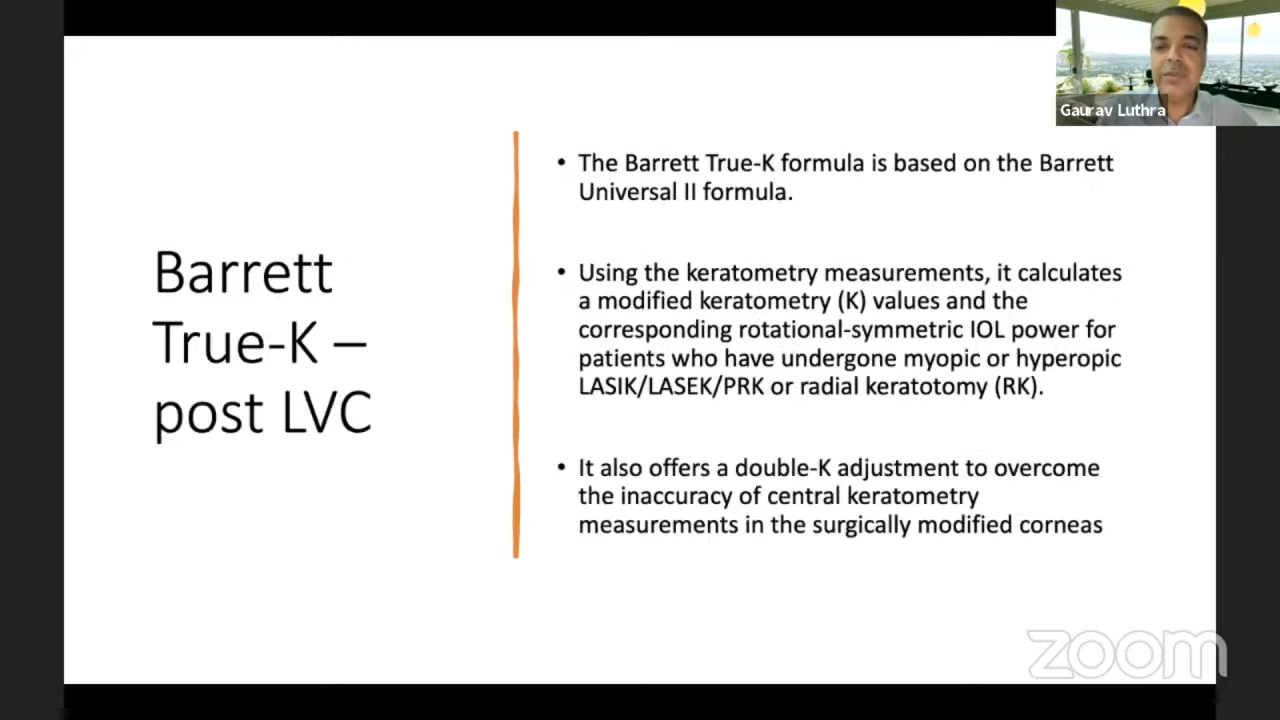 Gaurav Luthra
Barrett
True-K –
post LVC
• The Barrett True-K formula is based on the Barrett
Universal II formula.
• Using the keratometry measurements, it calculates
a modified keratometry (K) values and the
corresponding rotational-symmetric IOL power for
patients who have undergone myopic or hyperopic
LASIK/LASEK/PRK or radial keratotomy (RK).
• It also offers a double-K adjustment to overcome
the inaccuracy of central keratometry
measurements in the surgically modified corneas
zoom